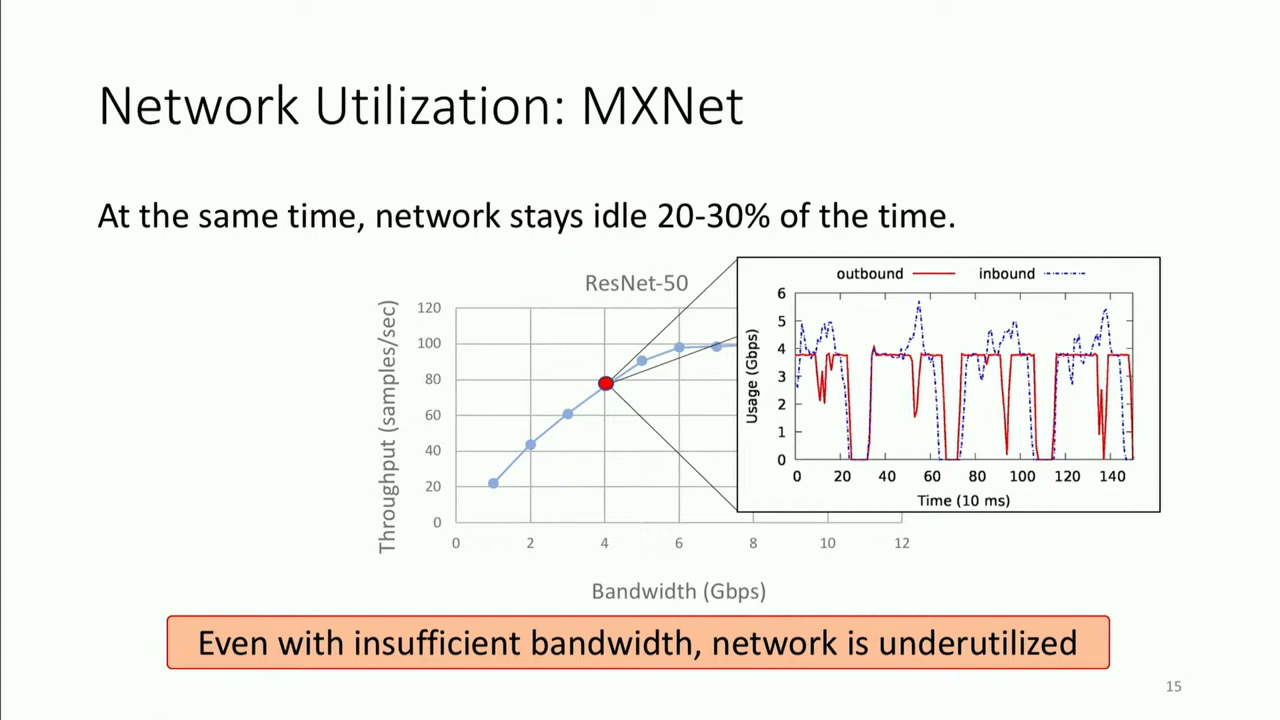 Network Utilization: MXNet
At the same time, network stays idle 20-30% of the time.
ResNet-50
Throughput (samples/sec)
120
100
80
60
40
20
0
0 2 4 6 8 10 12
Bandwidth (Gbps)
outbound inbound
Usage (Gbps)
6
5
4
3
2
1
0
0 20 40 60 80 100 120 140
Time (10 ms)
Even with insufficient bandwidth, network is underutilized
15